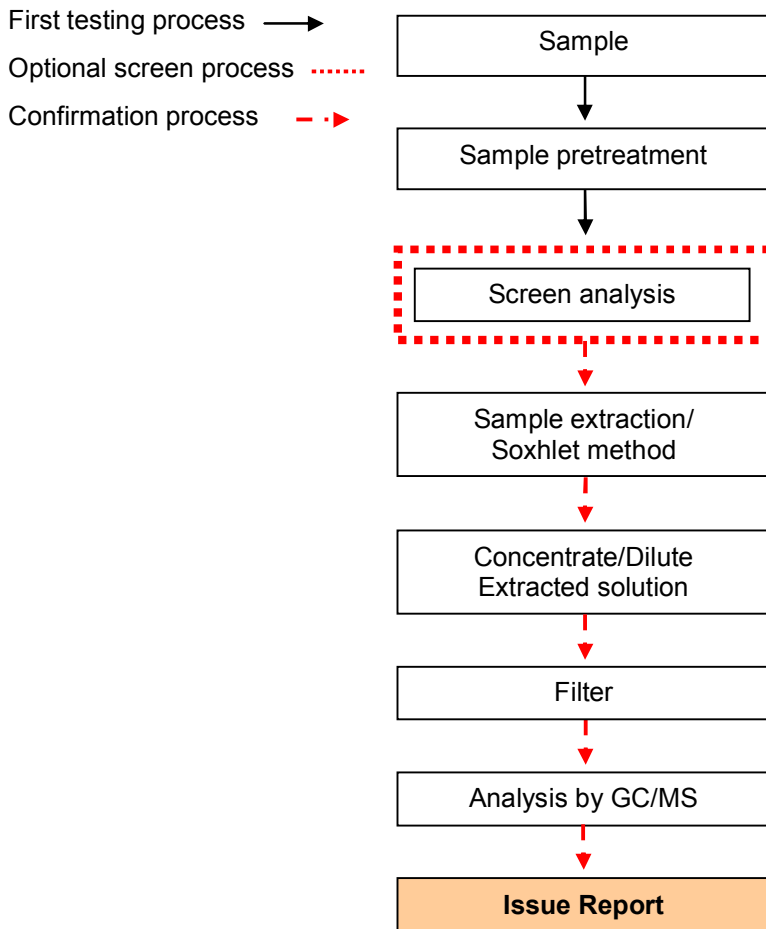 First testing process
Optional screen process
Confirmation process
Sample
Sample pretreatment
Screen analysis
Sample extraction/
Soxhlet method
Concentrate/Dilute
Extracted solution
Filter
Analysis by GC/MS
Issue Report